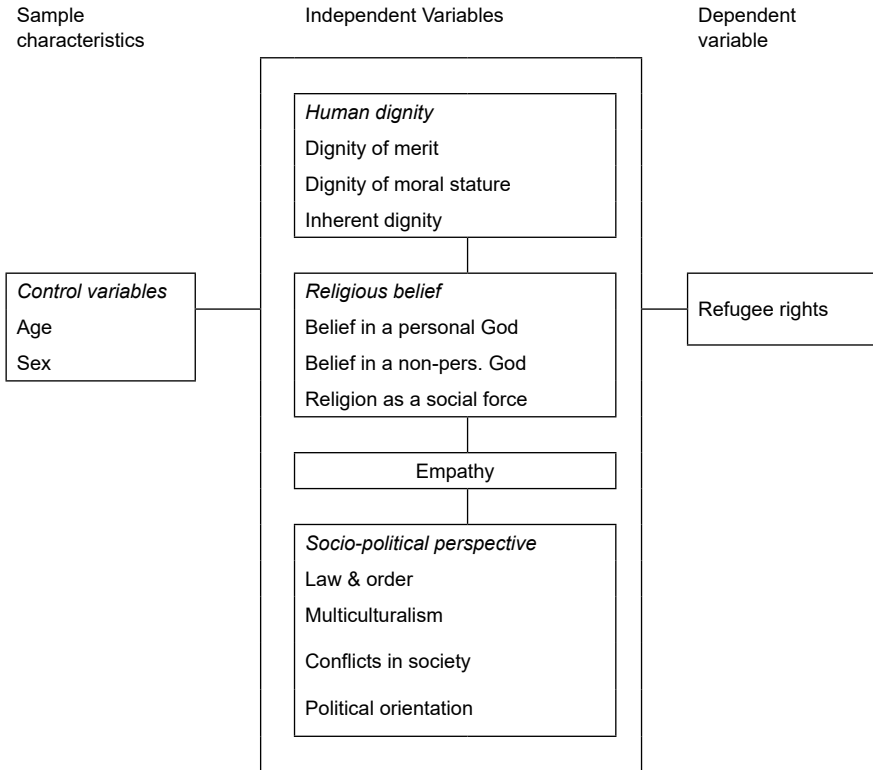 Sample
characteristics
Independent Variables
Dependent
variable
Human dignity
Dignity of merit
Dignity of moral stature
Inherent dignity
Control variables
Age
Sex
Religious belief
Belief in a personal God
Belief in a non-pers. God
Religion as a social force
Refugee rights
Empathy
Socio-political perspective
Law & order
Multiculturalism
Conflicts in society
Political orientation